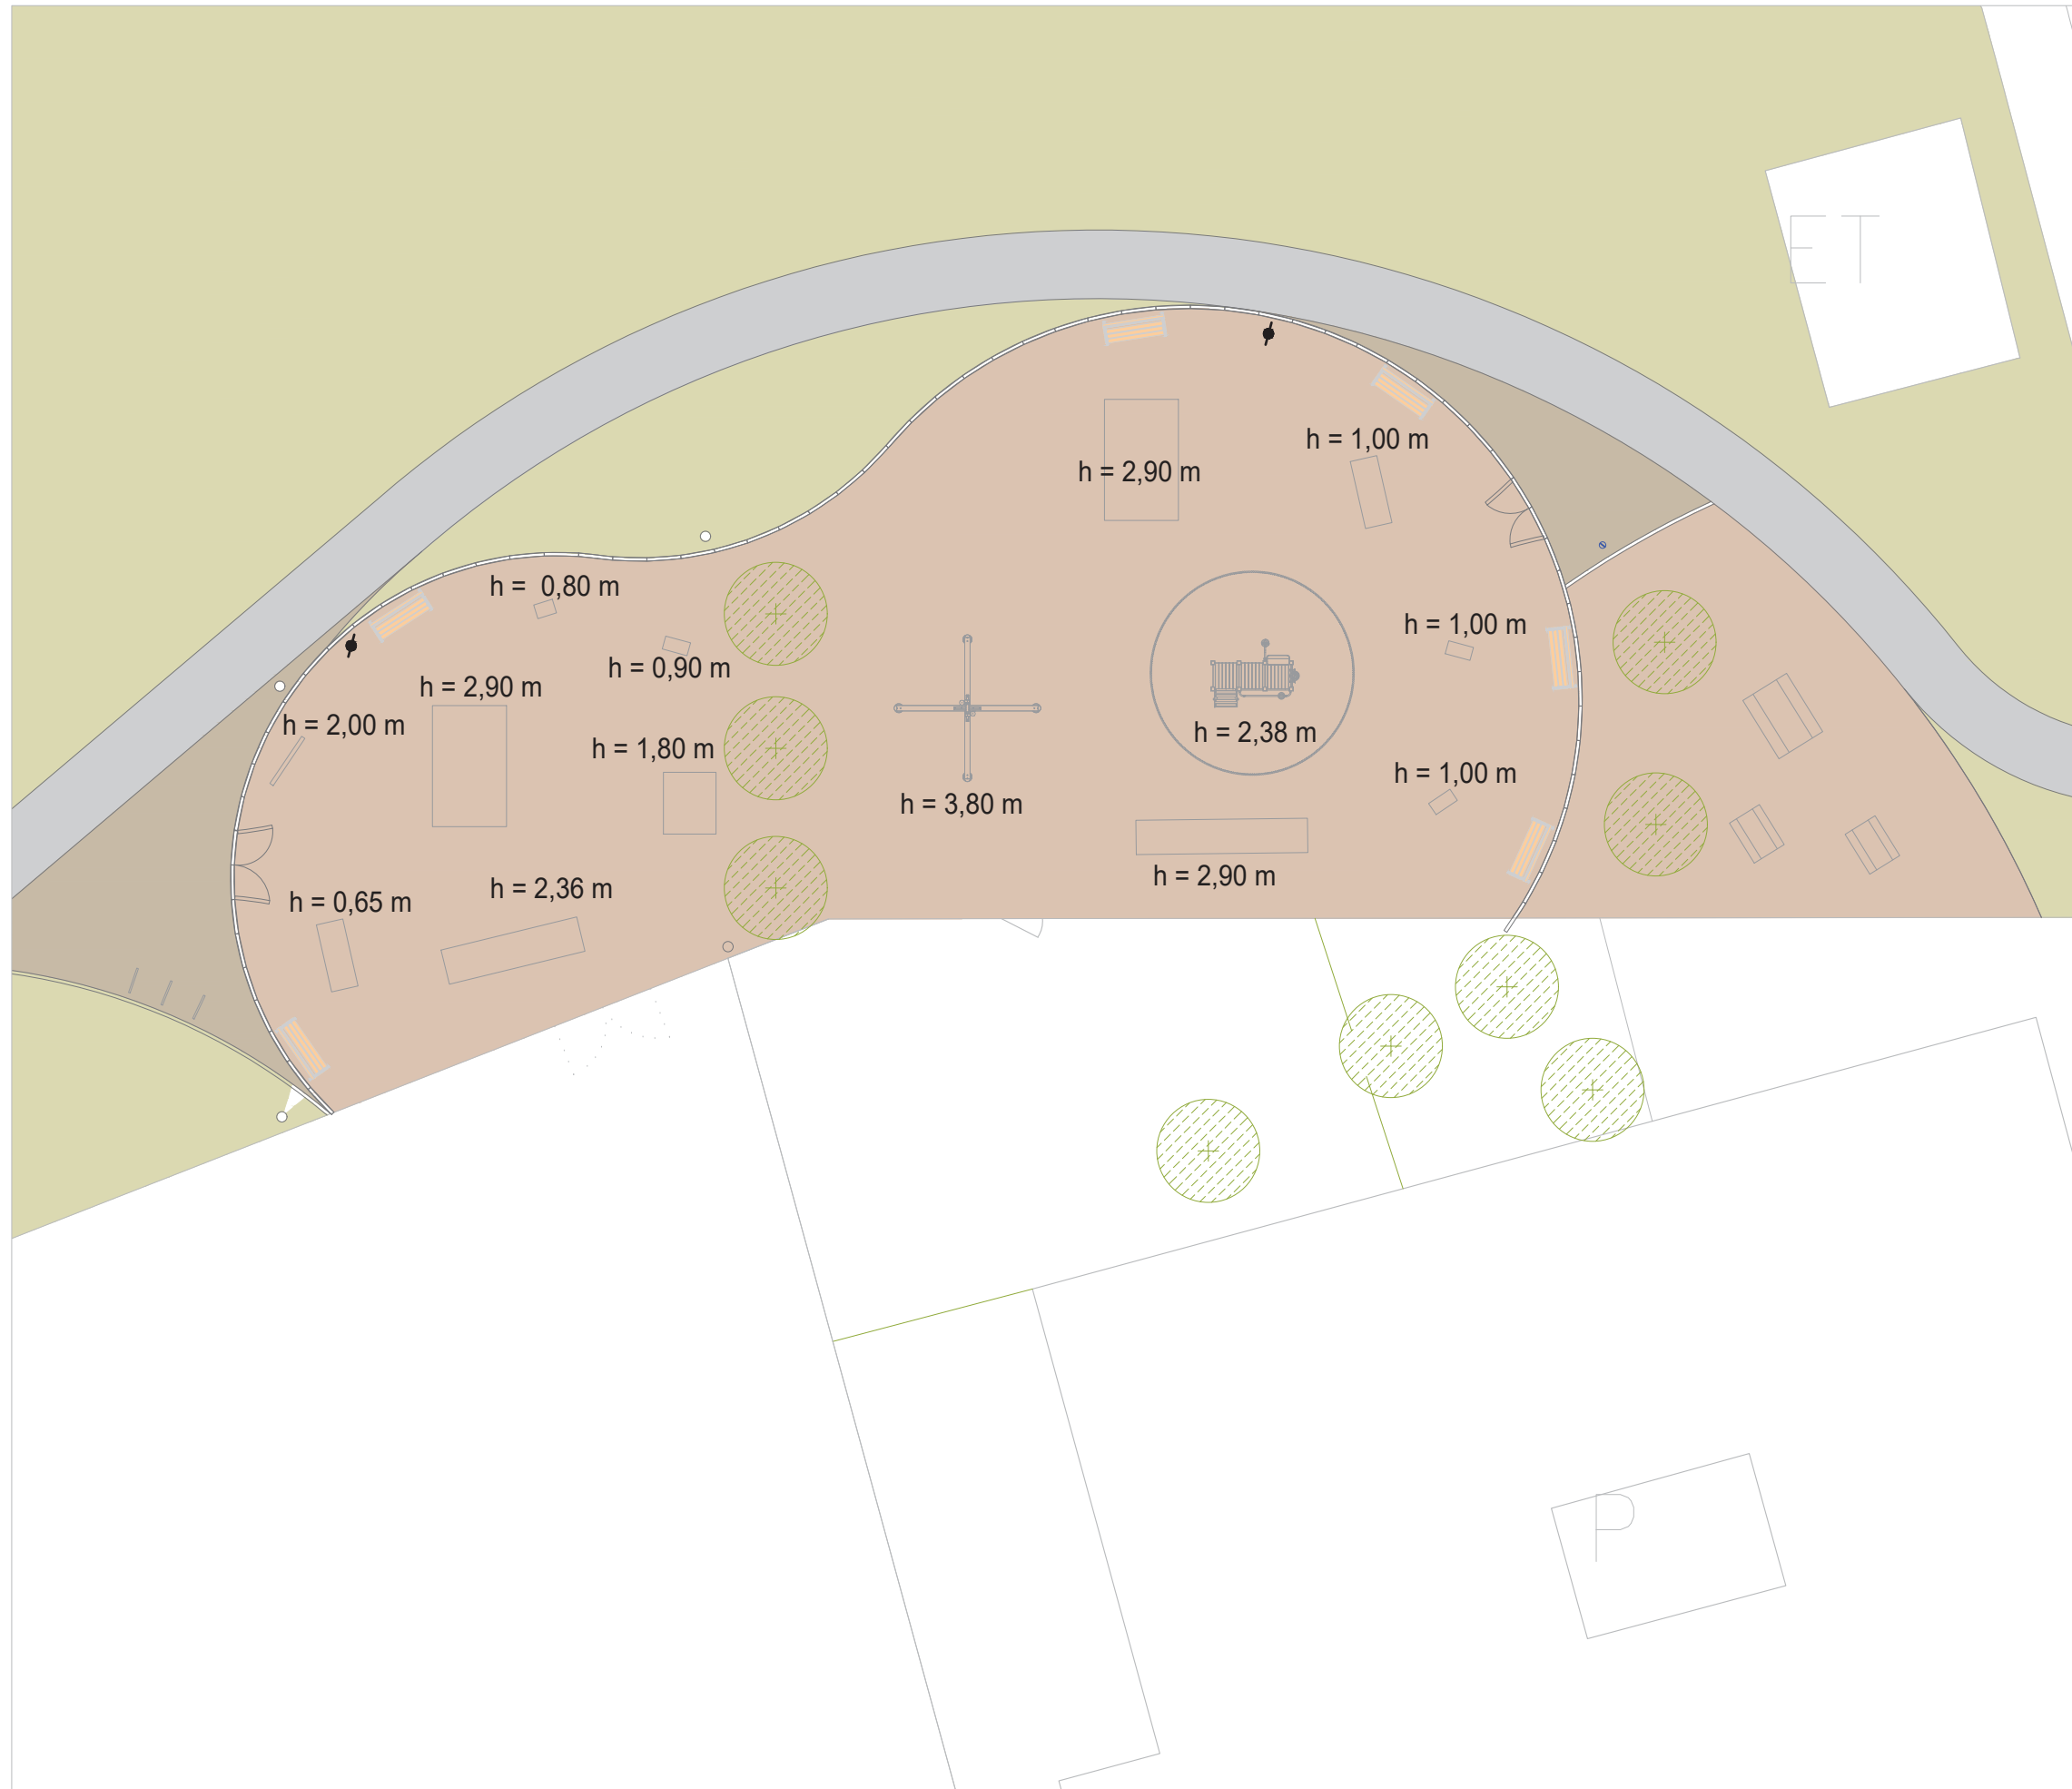 E T
h = 1,00 m
h = 2,90 m
h = 0,80 m
h = 1,00 m
h = 0,90 m
h = 2,90 m
h = 2,00 m
h = 2,38 m
h = 1,80 m
h = 1,00 m
h = 3,80 m
h = 2,90 m
h = 2,36 m
h = 0,65 m
P